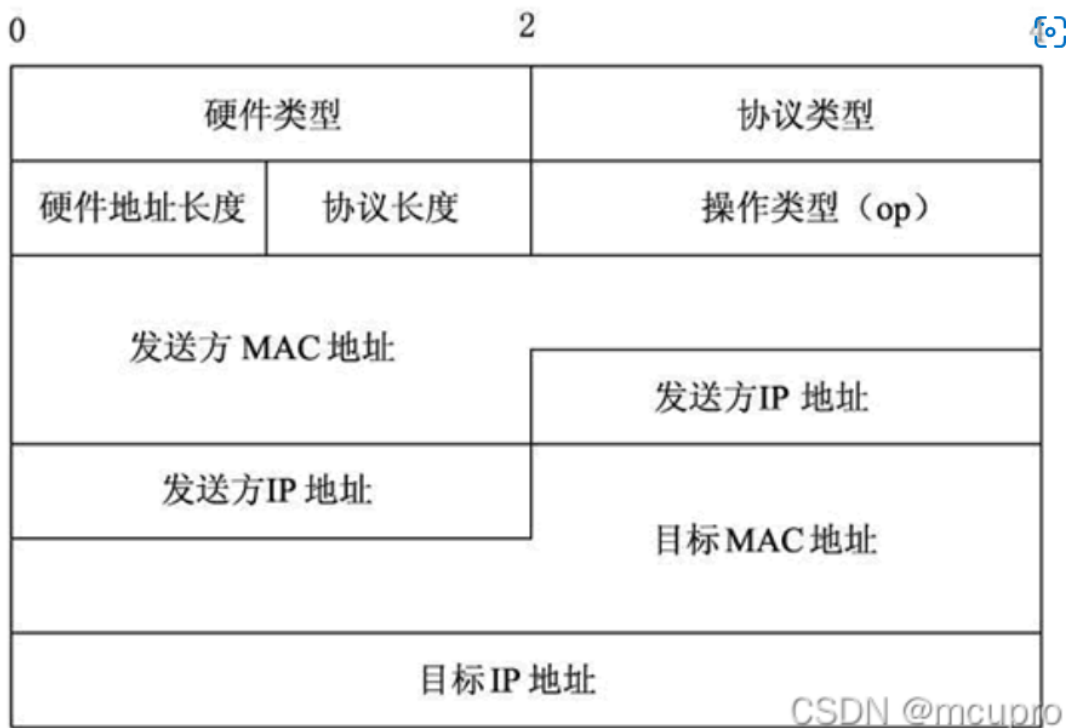 0 2 4
硬件类型 协议类型
硬件地址长度 协议长度 操作类型（op）
发送方 MAC 地址
发送方IP 地址
发送方IP 地址
目标MAC地址
目标IP 地址
CSDN @mcupro